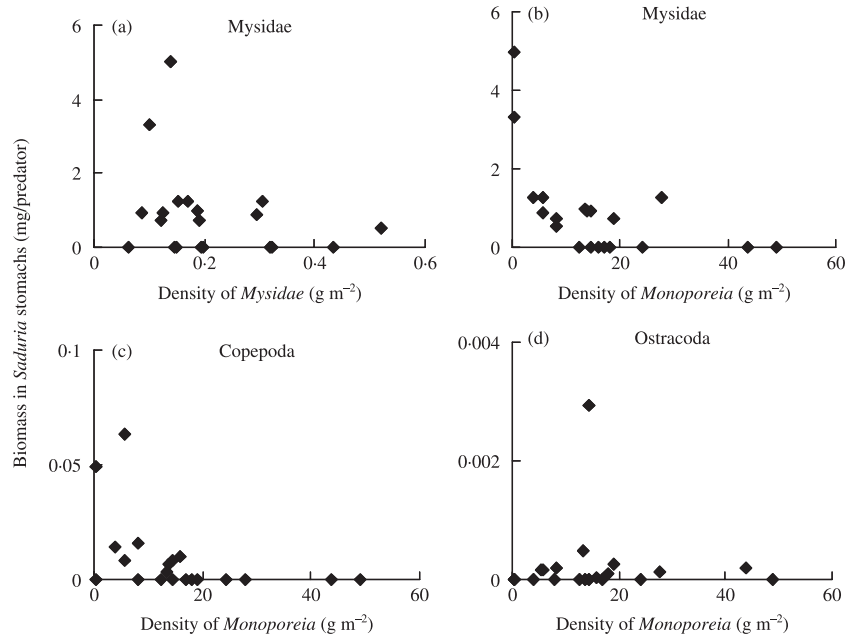 Biomass in Saduria stomachs (mg/predator)
(a) Mysidae
6
4
2
0
0 0·2 0·4 0·6
Density of Mysidae (g m⁻²)
(b) Mysidae
6
4
2
0
0 20 40 60
Density of Monoporeia (g m⁻²)
(c) Copepoda
0·1
0·05
0
0 20 40 60
Density of Monoporeia (g m⁻²)
(d) Ostracoda
0·004
0·002
0
0 20 40 60
Density of Monoporeia (g m⁻²)